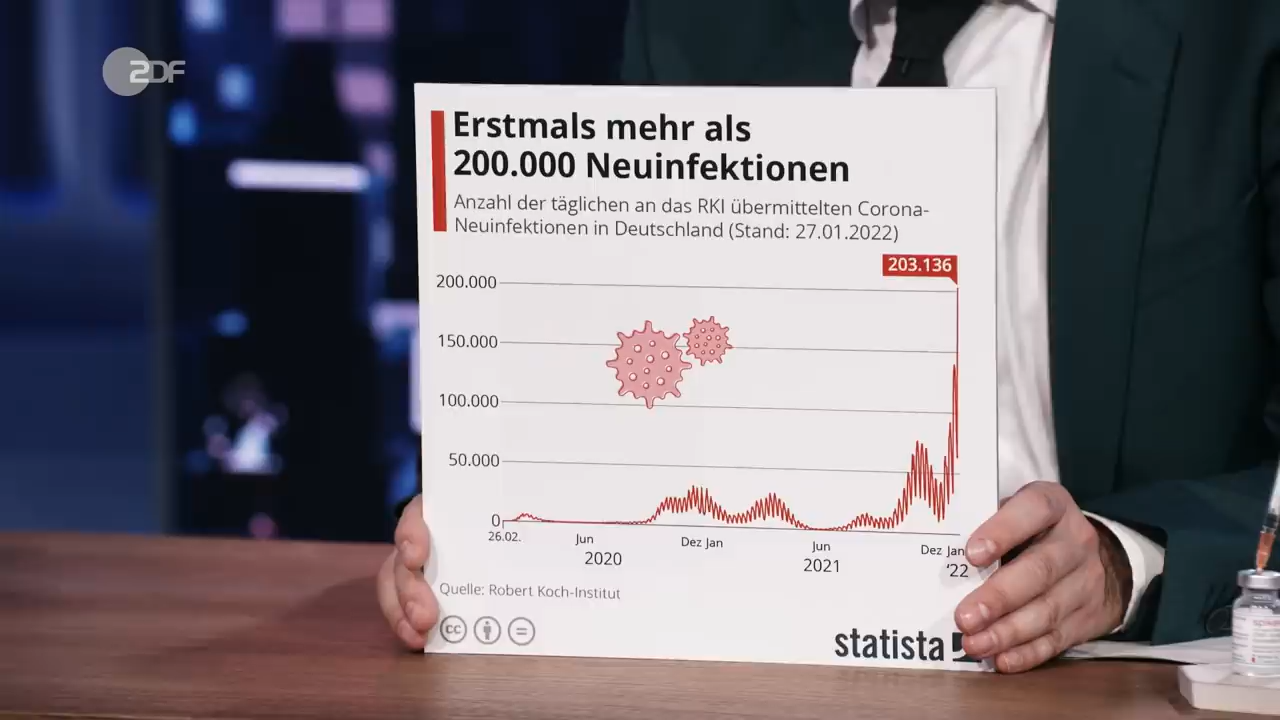 ZDF
Erstmals mehr als
200.000 Neuinfektionen
Anzahl der täglichen an das RKI übermittelten Corona-
Neuinfektionen in Deutschland (Stand: 27.01.2022)
203.136
200.000
150.000
100.000
50.000
0
26.02. Jun Dez Jan Jun Dez Jan
2020 2021 '22
Quelle: Robert Koch-Institut
cc
statista